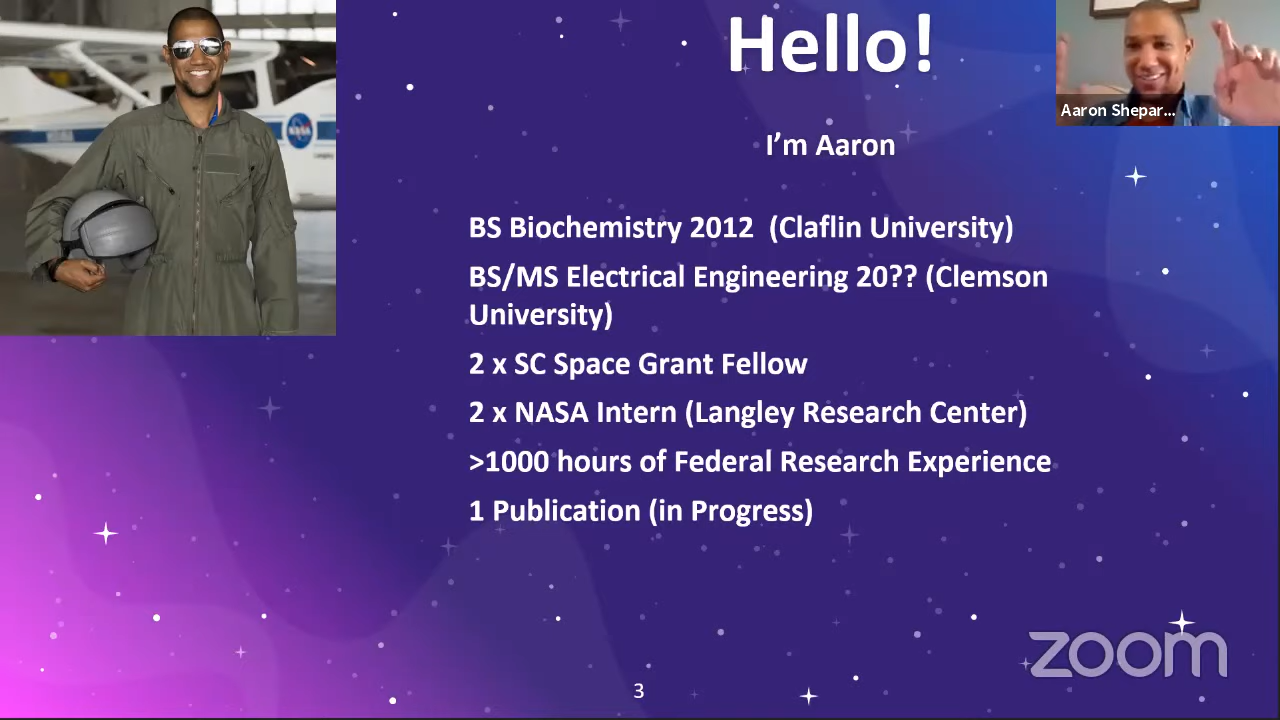 Hello!
Aaron Shepar...
I'm Aaron
BS Biochemistry 2012 (Claflin University)
BS/MS Electrical Engineering 20?? (Clemson
University)
2 x SC Space Grant Fellow
2 x NASA Intern (Langley Research Center)
>1000 hours of Federal Research Experience
1 Publication (in Progress)
NASA
zoom
3